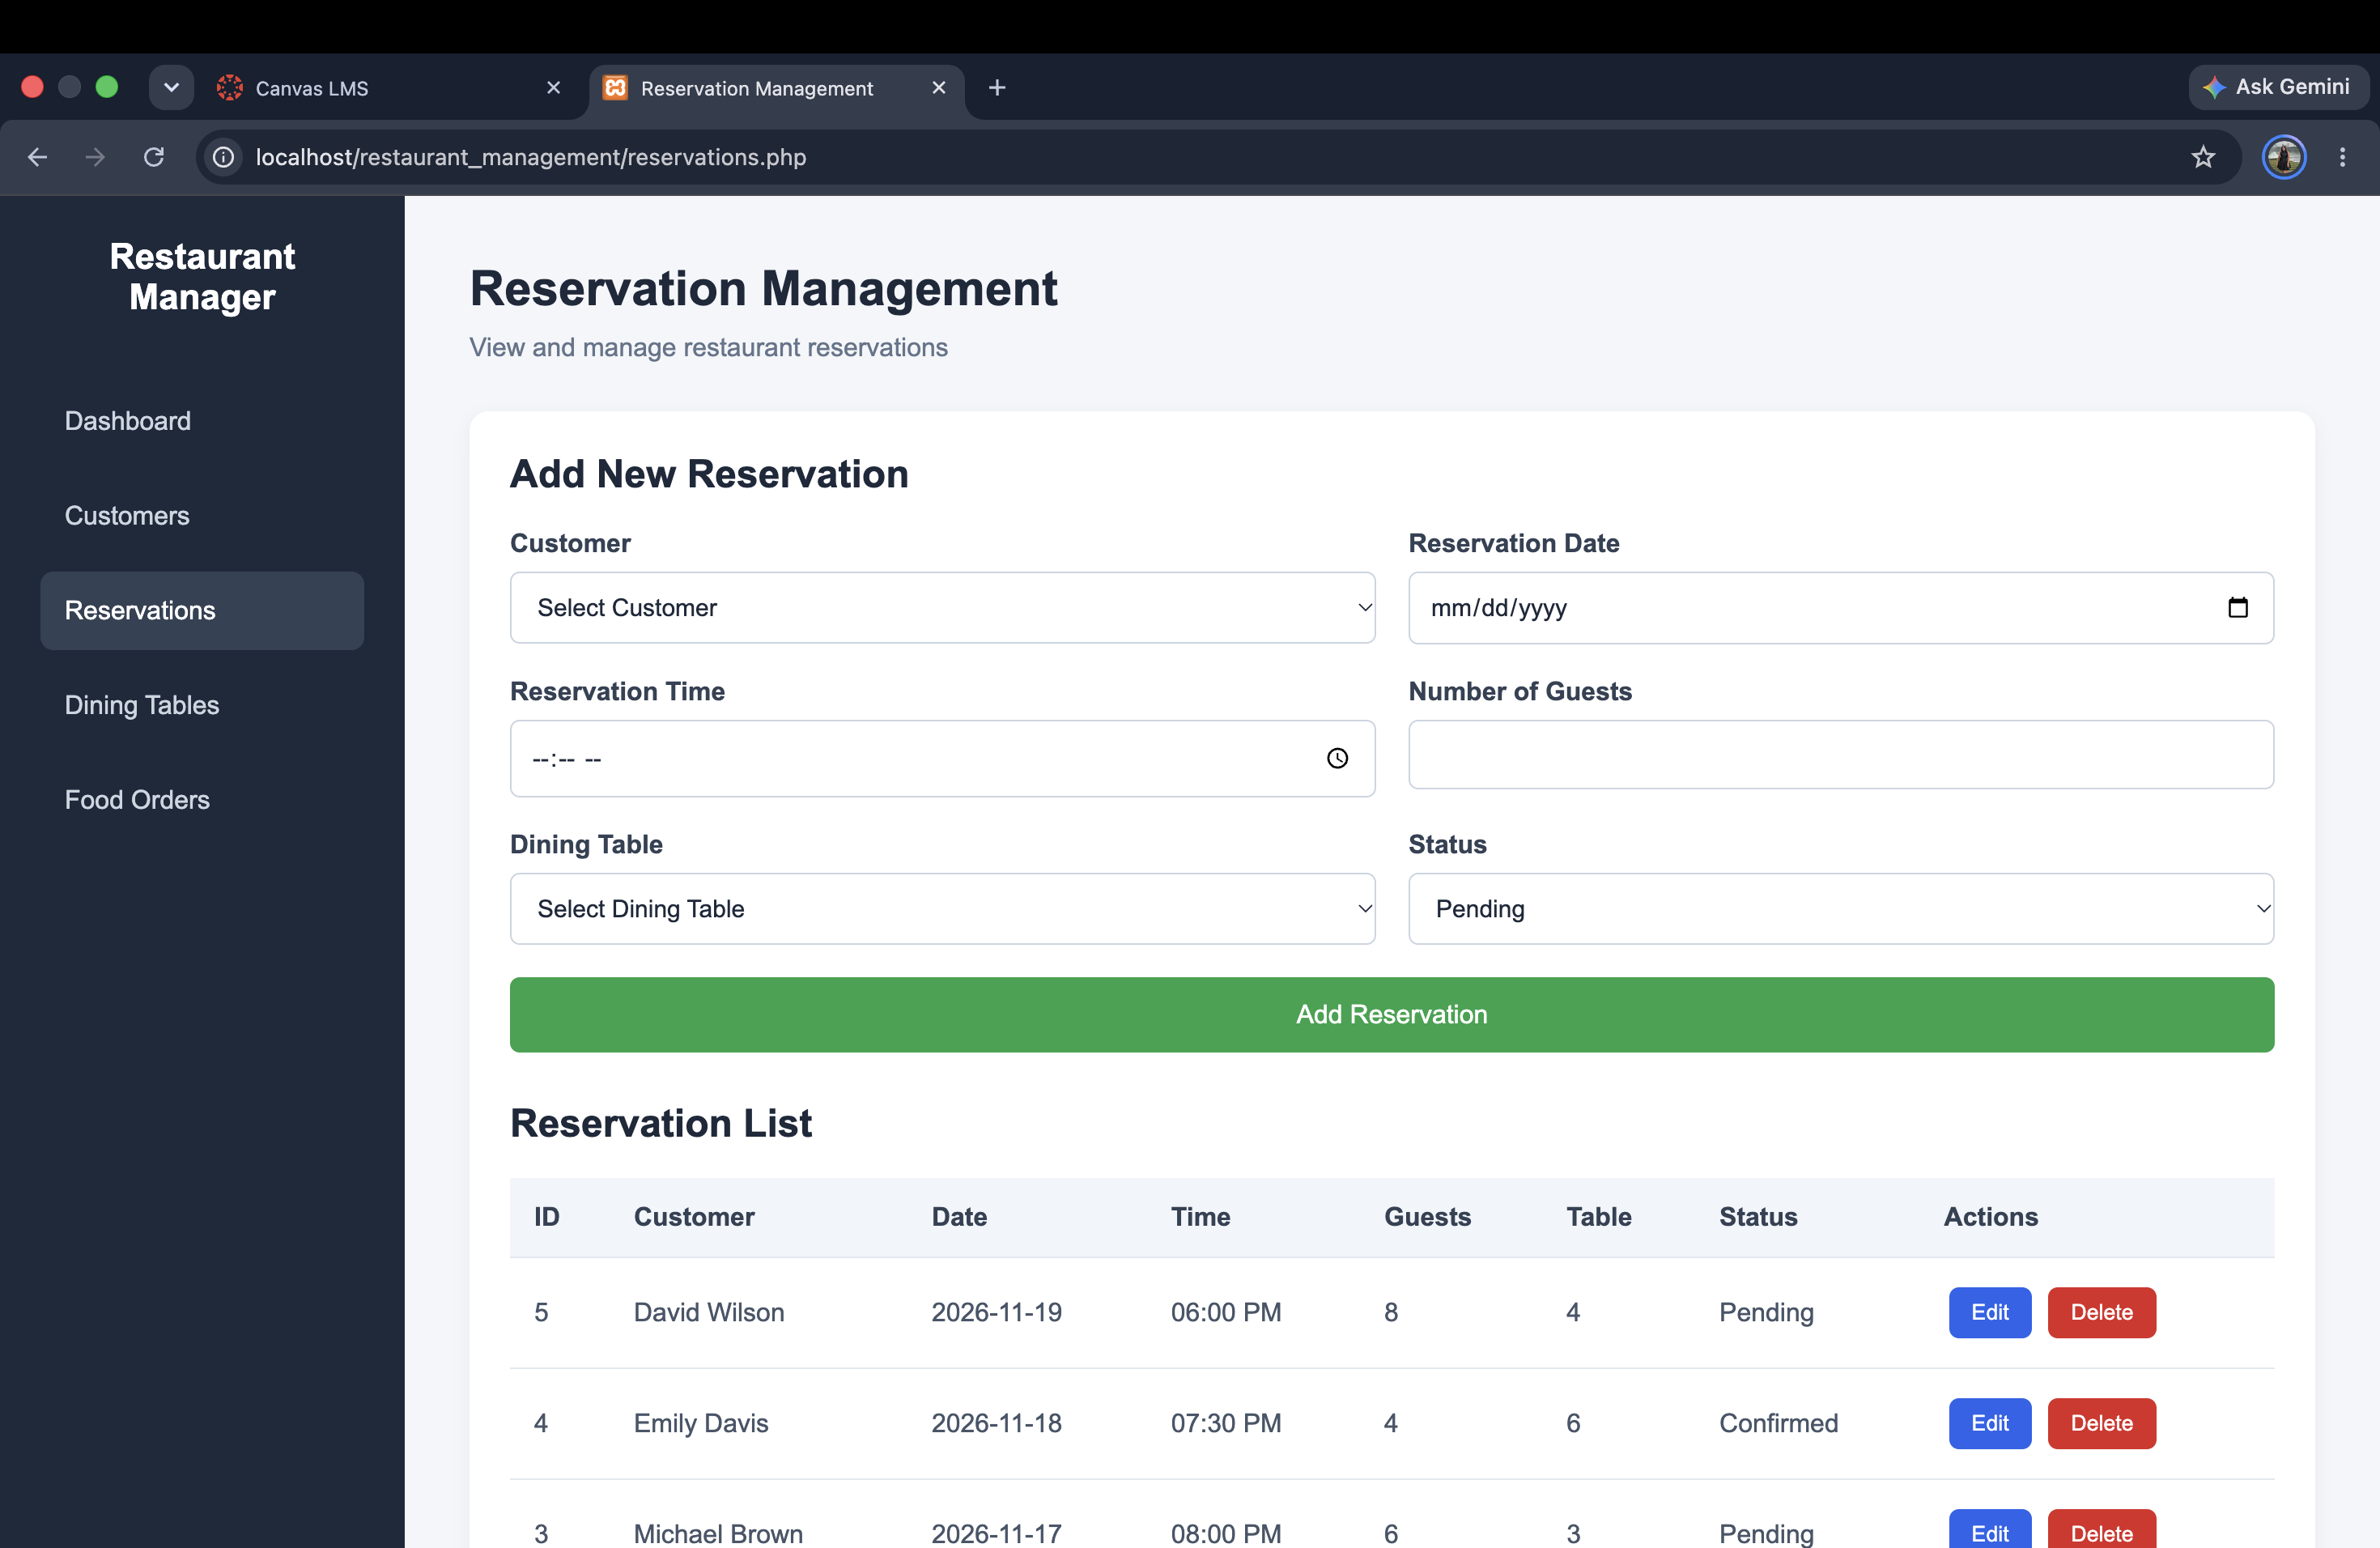 Canvas LMS
Reservation Management
Ask Gemini
localhost/restaurant_management/reservations.php
Restaurant
Manager
Dashboard
Customers
Reservations
Dining Tables
Food Orders
Reservation Management
View and manage restaurant reservations
Add New Reservation
Customer Reservation Date
Select Customer mm/dd/yyyy
Reservation Time Number of Guests
--:-- --
Dining Table Status
Select Dining Table Pending
Add Reservation
Reservation List
ID Customer Date Time Guests Table Status Actions
5 David Wilson 2026-11-19 06:00 PM 8 4 Pending Edit Delete
4 Emily Davis 2026-11-18 07:30 PM 4 6 Confirmed Edit Delete
3 Michael Brown 2026-11-17 08:00 PM 6 3 Pending Edit Delete